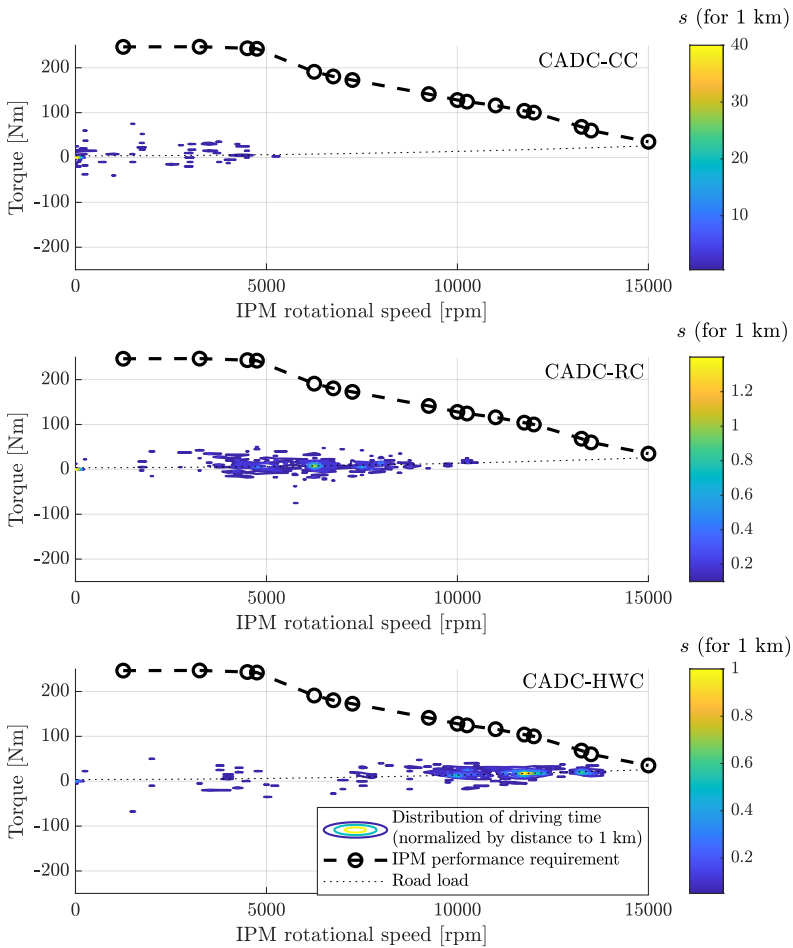 s (for 1 km)
CADC-CC
Torque [Nm]
200
100
0
-100
-200
0
5000
10000
15000
IPM rotational speed [rpm]
40
30
20
10
s (for 1 km)
CADC-RC
Torque [Nm]
200
100
0
-100
-200
0
5000
10000
15000
IPM rotational speed [rpm]
1.2
1
0.8
0.6
0.4
0.2
s (for 1 km)
CADC-HWC
Torque [Nm]
200
100
0
-100
-200
0
5000
10000
15000
IPM rotational speed [rpm]
1
0.8
0.6
0.4
0.2
Distribution of driving time
(normalized by distance to 1 km)
IPM performance requirement
Road load